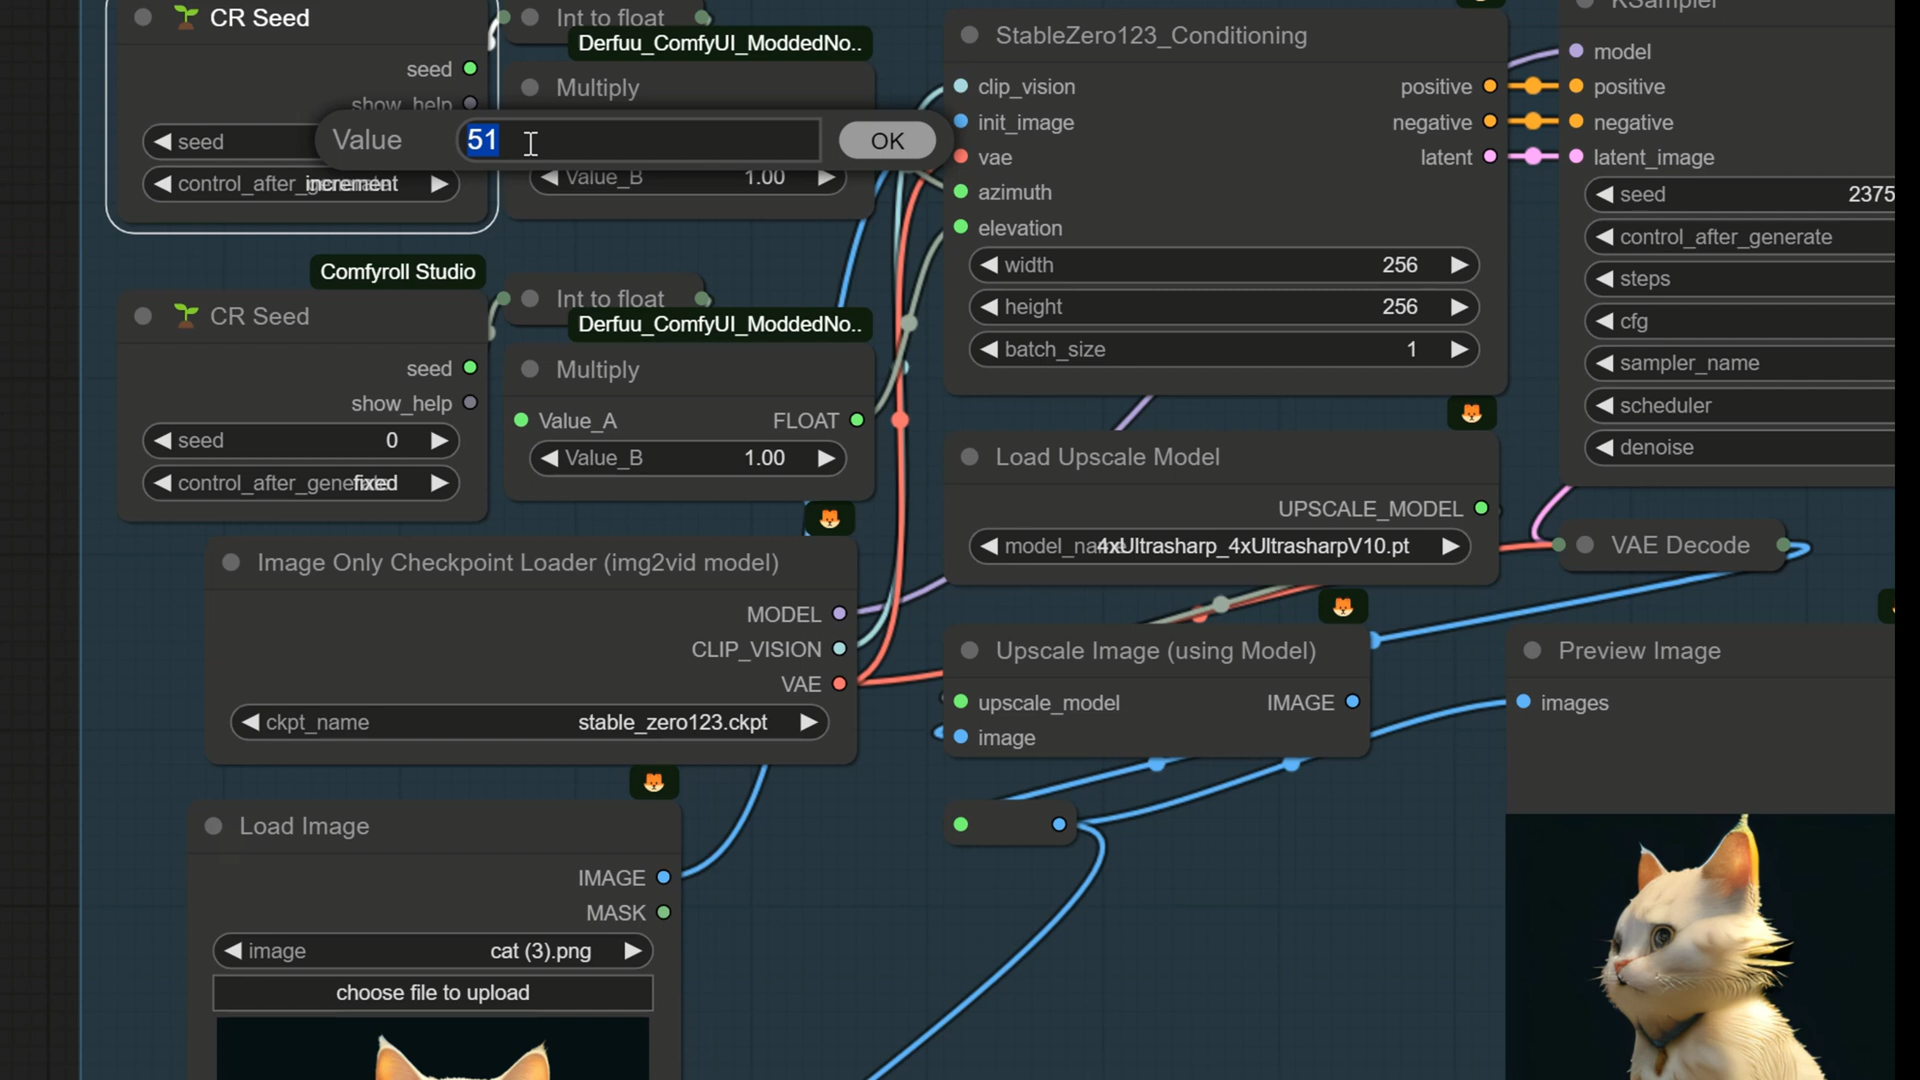 CR Seed
seed
show_help
seed
increment
Int to float
Derfuu_ComfyUI_ModdedNo..
Multiply
Value 51 OK
Value_B 1.00
Comfyroll Studio
CR Seed
seed
show_help
seed 0
fixed
Int to float
Derfuu_ComfyUI_ModdedNo..
Multiply
Value_A FLOAT
Value_B 1.00
StableZero123_Conditioning
clip_vision positive
init_image negative
vae latent
azimuth
elevation
width 256
height 256
batch_size 1
KSampler
model
positive
negative
latent_image
seed 2375
control_after_generate
steps
cfg
sampler_name
scheduler
denoise
Load Upscale Model
UPSCALE_MODEL
4xUltrasharp_4xUltrasharpV10.pt
VAE Decode
Image Only Checkpoint Loader (img2vid model)
MODEL
CLIP_VISION
VAE
ckpt_name stable_zero123.ckpt
Upscale Image (using Model)
upscale_model IMAGE
image
Preview Image
images
Load Image
IMAGE
MASK
image cat (3).png
choose file to upload